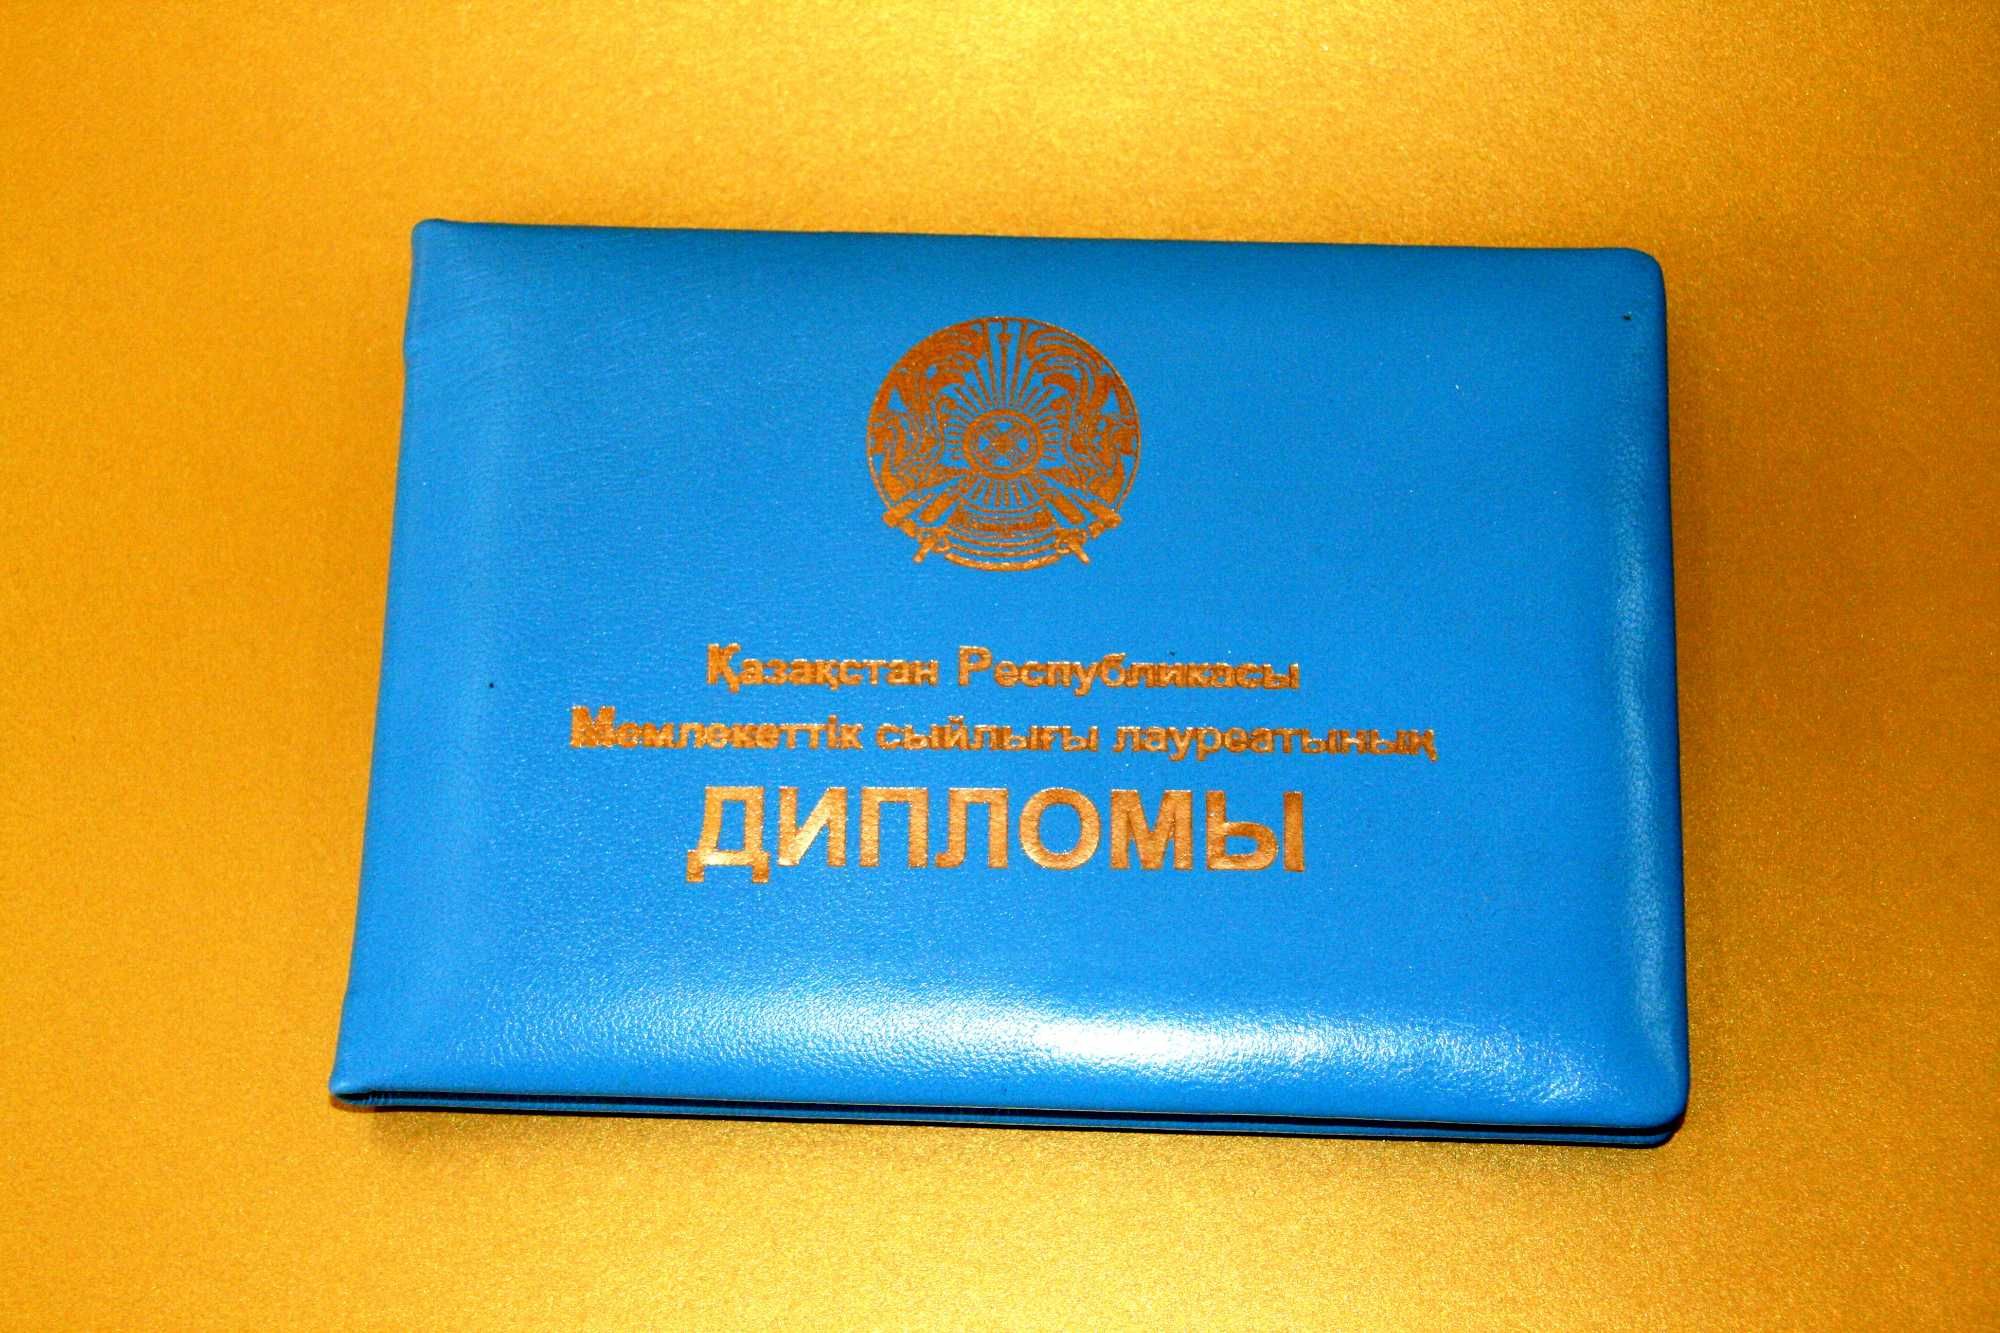 Қазақстан Республикасы
Мемлекеттік сыйлығы лауреатының
ДИПЛОМЫ